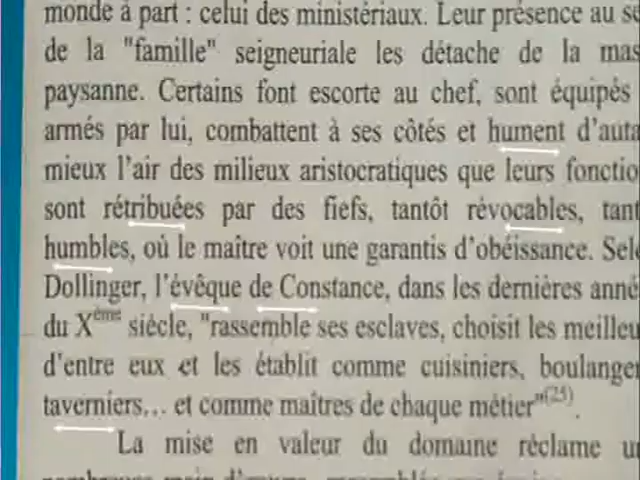 monde à part : celui des ministériaux. Leur présence au se
de la "famille" seigneuriale les détache de la mas
paysanne. Certains font escorte au chef, sont équipés
armés par lui, combattent à ses côtés et hument d'auta
mieux l'air des milieux aristocratiques que leurs fonctio
sont rétribuées par des fiefs, tantôt révocables, tant
humbles, où le maître voit une garantis d'obéissance. Sel
Dollinger, l'évêque de Constance, dans les dernières anné
du Xème siécle, "rassemble ses esclaves, choisit les meilleu
d'entre eux et les établit comme cuisiniers, boulanger
taverniers... et comme maîtres de chaque métier"(25).
La mise en valeur du domaine réclame u